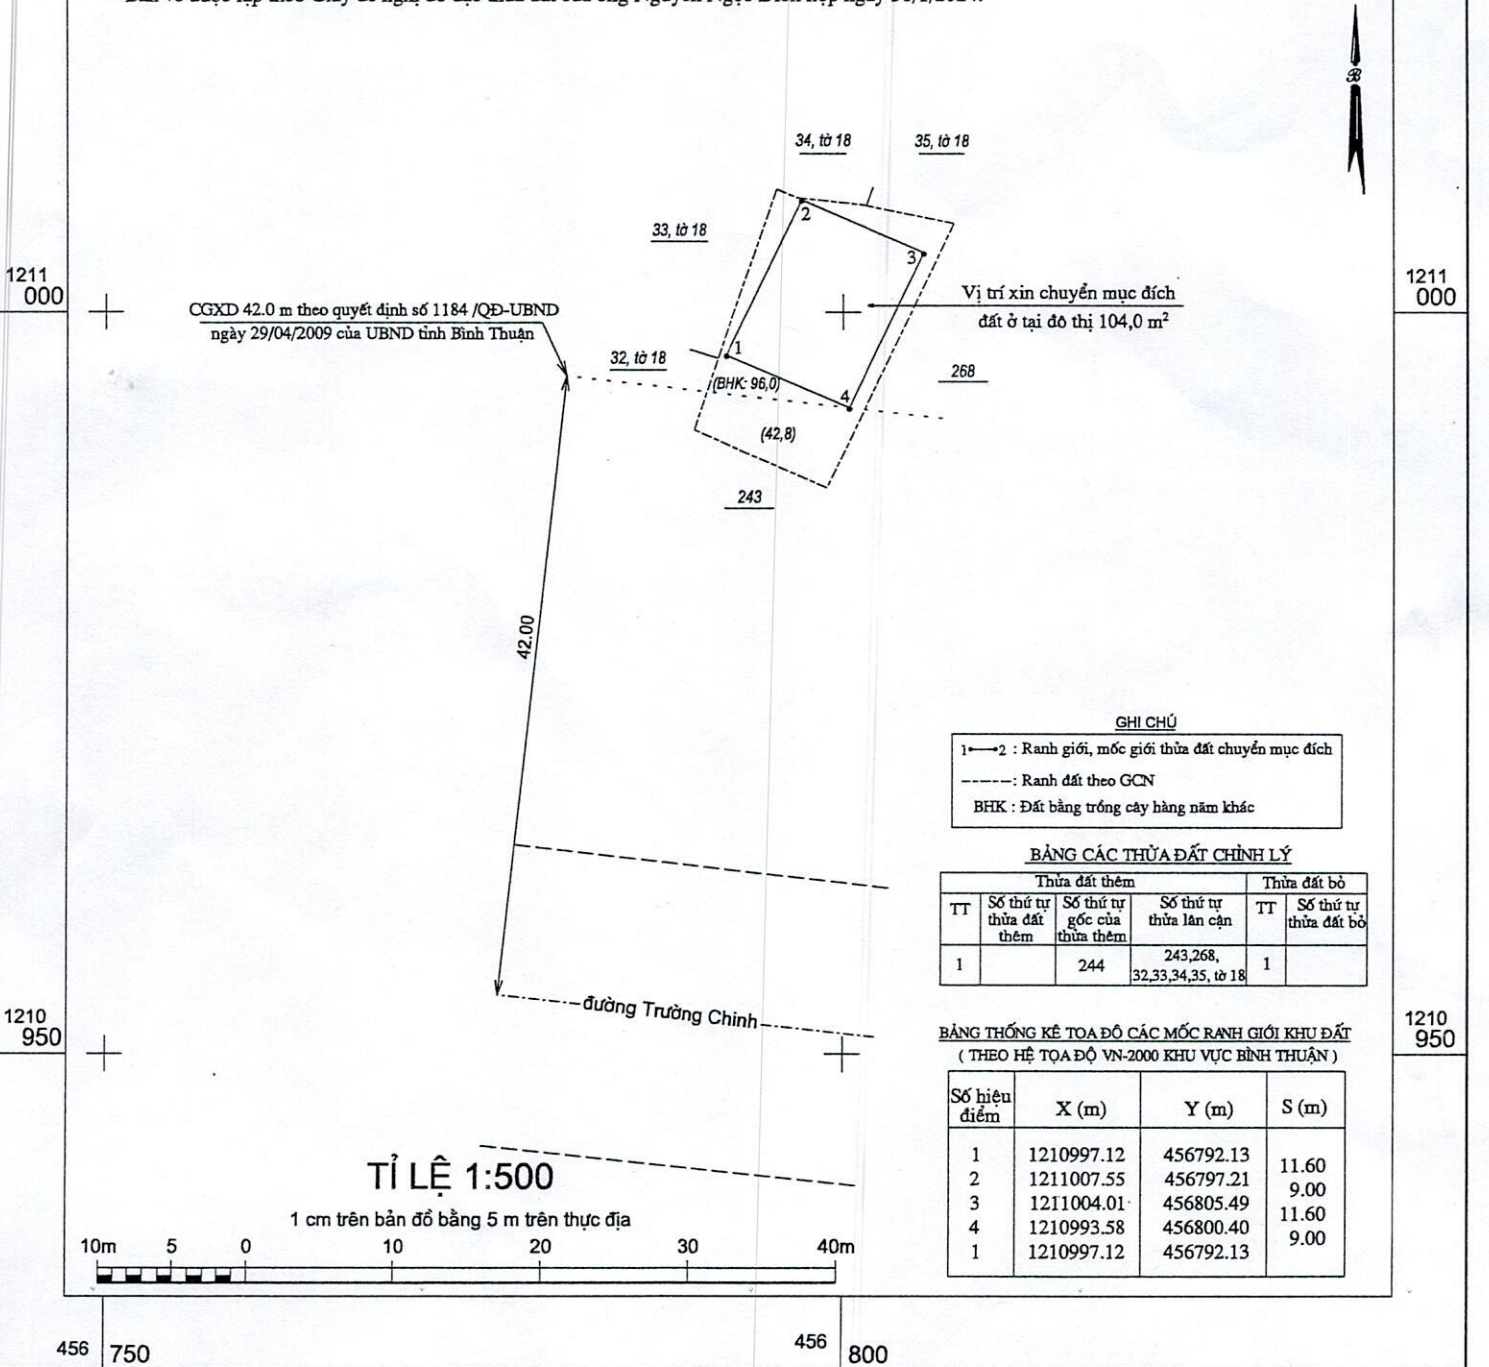 B
34, tờ 18
35, tờ 18
33, tờ 18
2
3
1211
000
1211
000
CGXD 42.0 m theo quyết định số 1184 /QĐ-UBND
ngày 29/04/2009 của UBND tỉnh Bình Thuận
Vị trí xin chuyển mục đích
đất ở tại đô thị 104,0 m²
32, tờ 18
1
268
(BHK: 96,0)
4
(42,8)
243
42.00
GHI CHÚ
1 2 : Ranh giới, mốc giới thửa đất chuyển mục đích
: Ranh đất theo GCN
BHK : Đất bằng trồng cây hàng năm khác
BẢNG CÁC THỬA ĐẤT CHỈNH LÝ
Thửa đất thêm Thửa đất bỏ
TT Số thứ tự thửa đất thêm Số thứ tự gốc của thửa thêm Số thứ tự thửa lân cận TT Số thứ tự thửa đất bỏ
1 244 243,268, 32,33,34,35, tờ 18 1
đường Trường Chinh
1210
950
1210
950
BẢNG THỐNG KÊ TOẠ ĐỘ CÁC MỐC RANH GIỚI KHU ĐẤT
( THEO HỆ TỌA ĐỘ VN-2000 KHU VỰC BÌNH THUẬN )
Số hiệu điểm X (m) Y (m) S (m)
1 1210997.12 456792.13
11.60
2 1211007.55 456797.21
9.00
3 1211004.01 456805.49
11.60
4 1210993.58 456800.40
9.00
1 1210997.12 456792.13
TỈ LỆ 1:500
1 cm trên bản đồ bằng 5 m trên thực địa
10m 5 0 10 20 30 40m
456 750
456 800